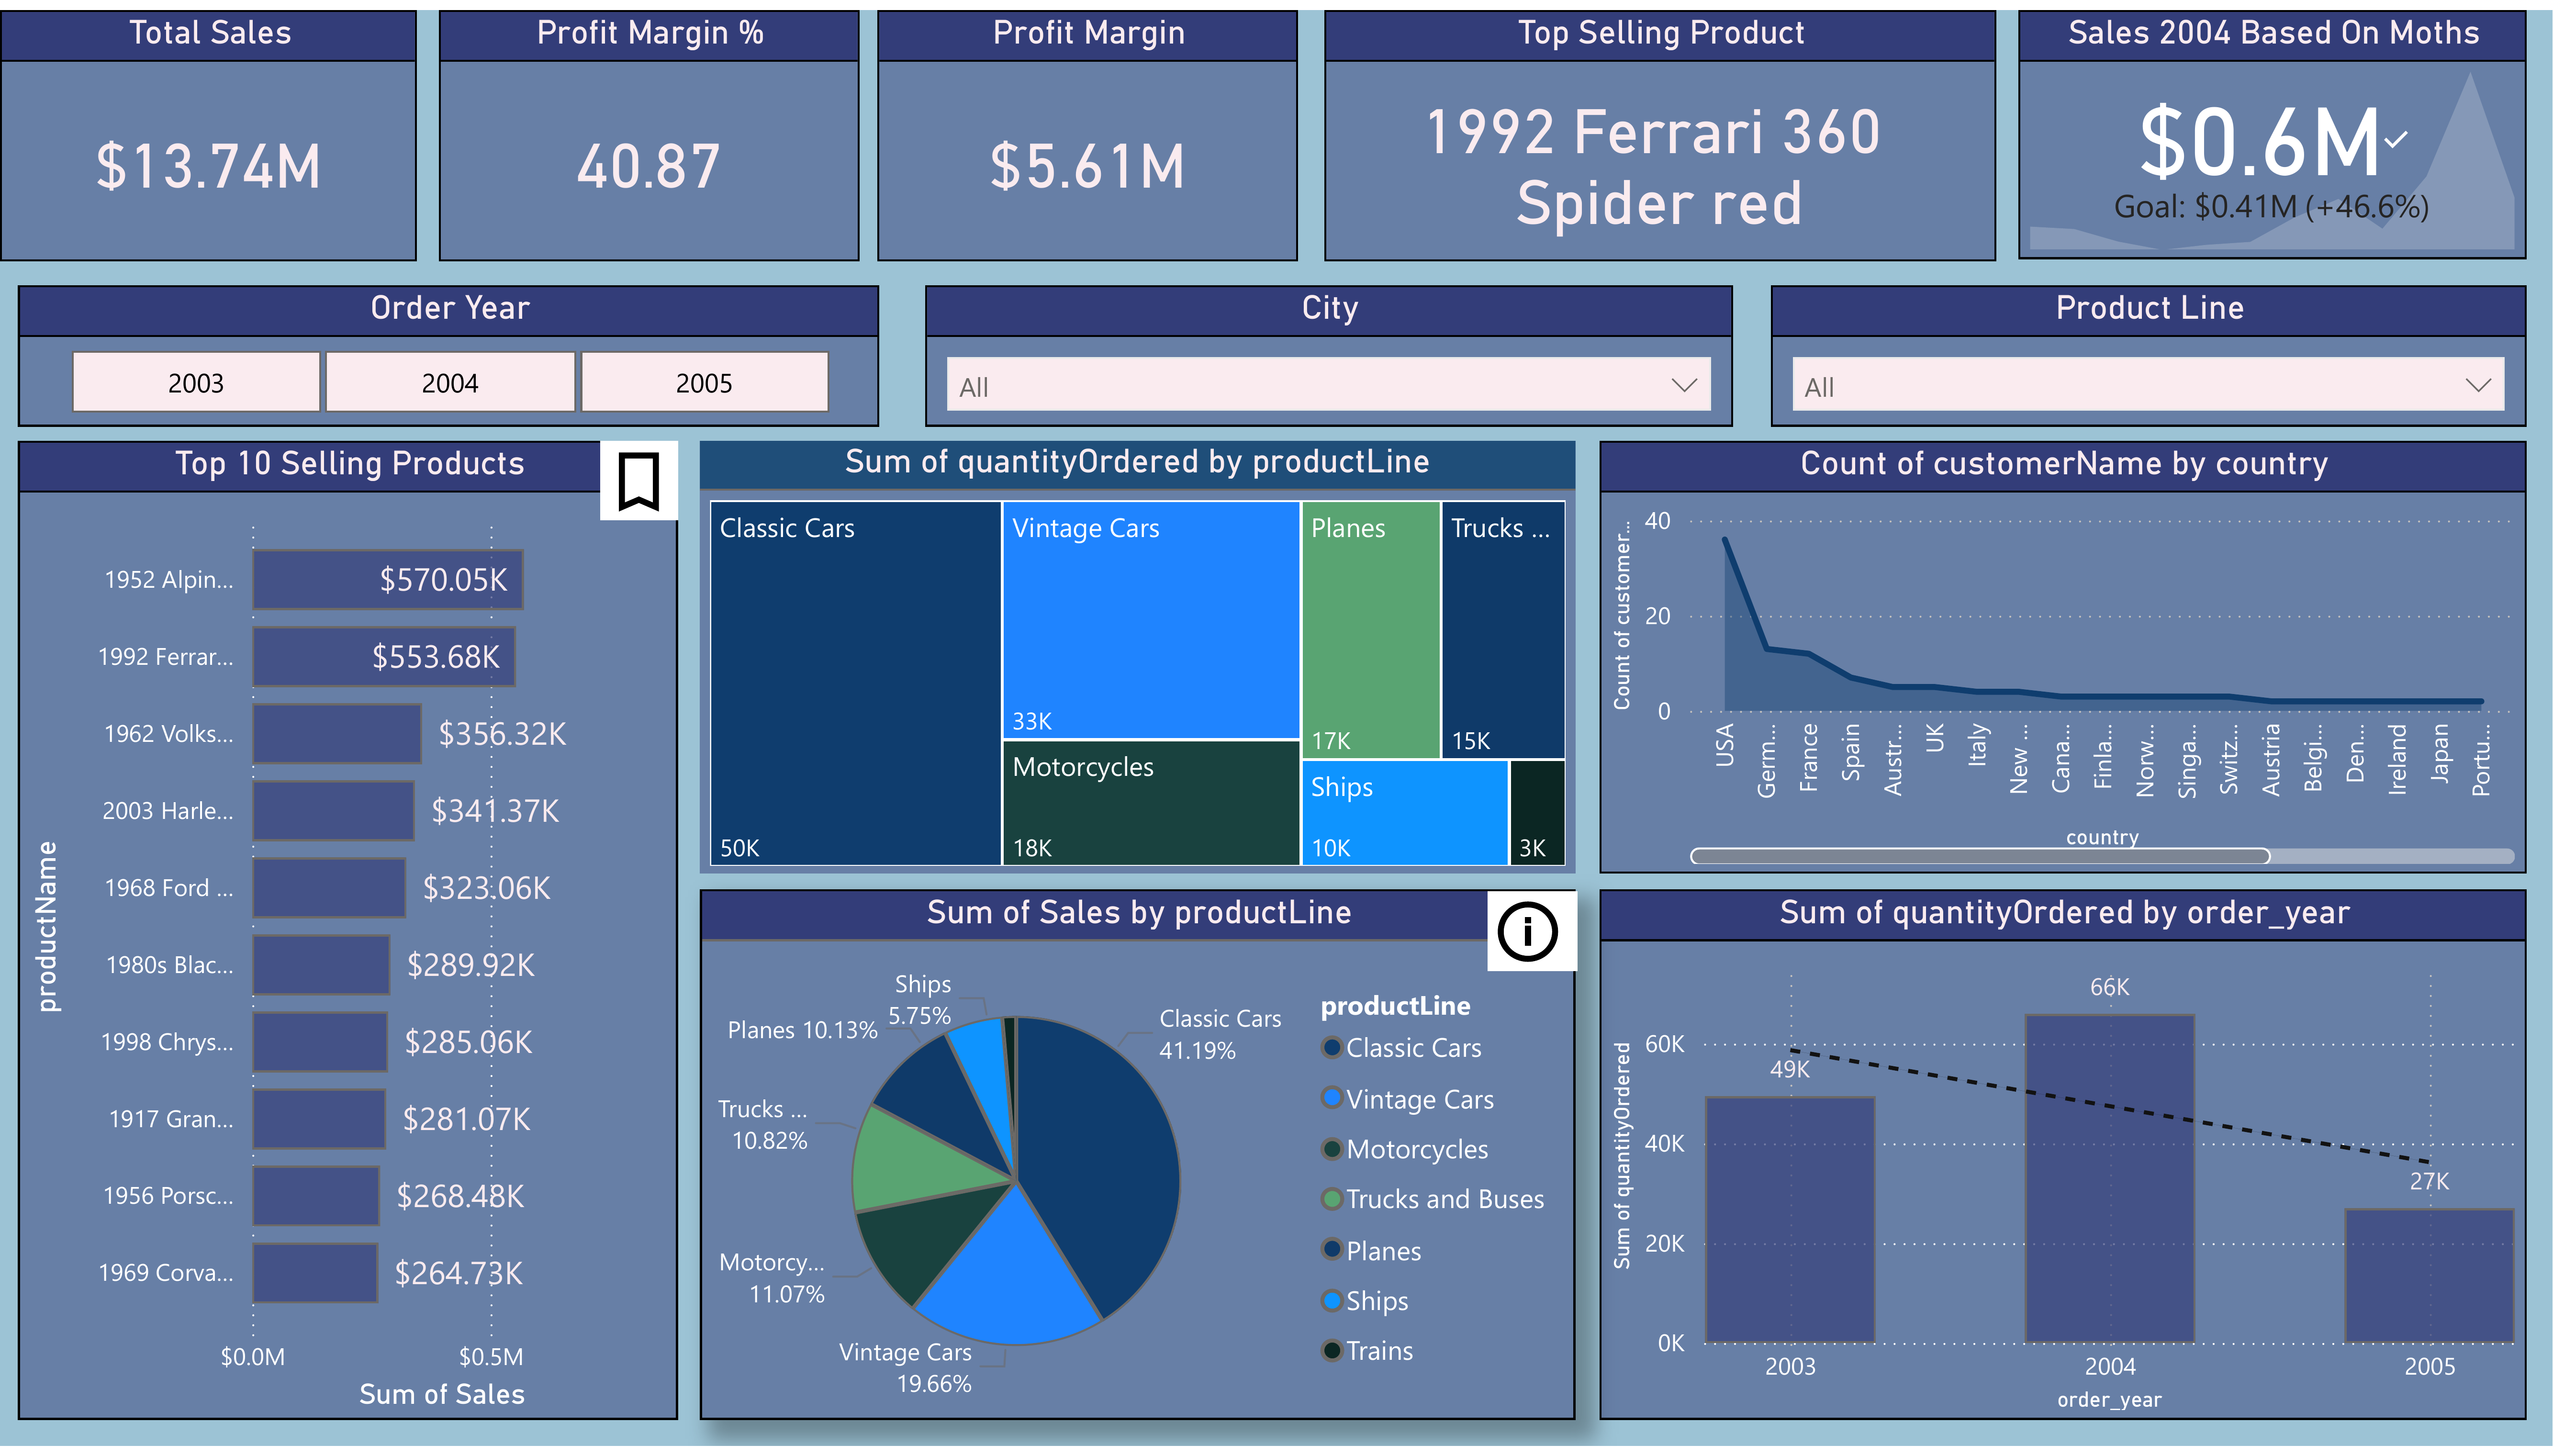 Total Sales
$13.74M
Profit Margin %
40.87
Profit Margin
$5.61M
Top Selling Product
1992 Ferrari 360
Spider red
Sales 2004 Based On Moths
$0.6M
Goal: $0.41M (+46.6%)
Order Year
2003
2004
2005
City
All
Product Line
All
Top 10 Selling Products
productName
1952 Alpin... $570.05K
1992 Ferrar... $553.68K
1962 Volks... $356.32K
2003 Harle... $341.37K
1968 Ford ... $323.06K
1980s Blac... $289.92K
1998 Chrys... $285.06K
1917 Gran... $281.07K
1956 Porsc... $268.48K
1969 Corva... $264.73K
$0.0M $0.5M
Sum of Sales
Sum of quantityOrdered by productLine
Classic Cars
50K
Vintage Cars
33K
Motorcycles
18K
Planes
17K
Trucks ...
15K
Ships
10K
3K
Count of customerName by country
Count of customer...
40
20
0
USA
Germ...
France
Spain
Austr...
UK
Italy
New ...
Cana...
Finla...
Norw...
Singa...
Switz...
Austria
Belgi...
Den...
Ireland
Japan
Portu...
country
Sum of Sales by productLine
Ships
5.75%
Planes 10.13%
Trucks ...
10.82%
Motorcy...
11.07%
Vintage Cars
19.66%
Classic Cars
41.19%
productLine
Classic Cars
Vintage Cars
Motorcycles
Trucks and Buses
Planes
Ships
Trains
Sum of quantityOrdered by order_year
Sum of quantityOrdered
60K
40K
20K
0K
49K
66K
27K
2003
2004
2005
order_year